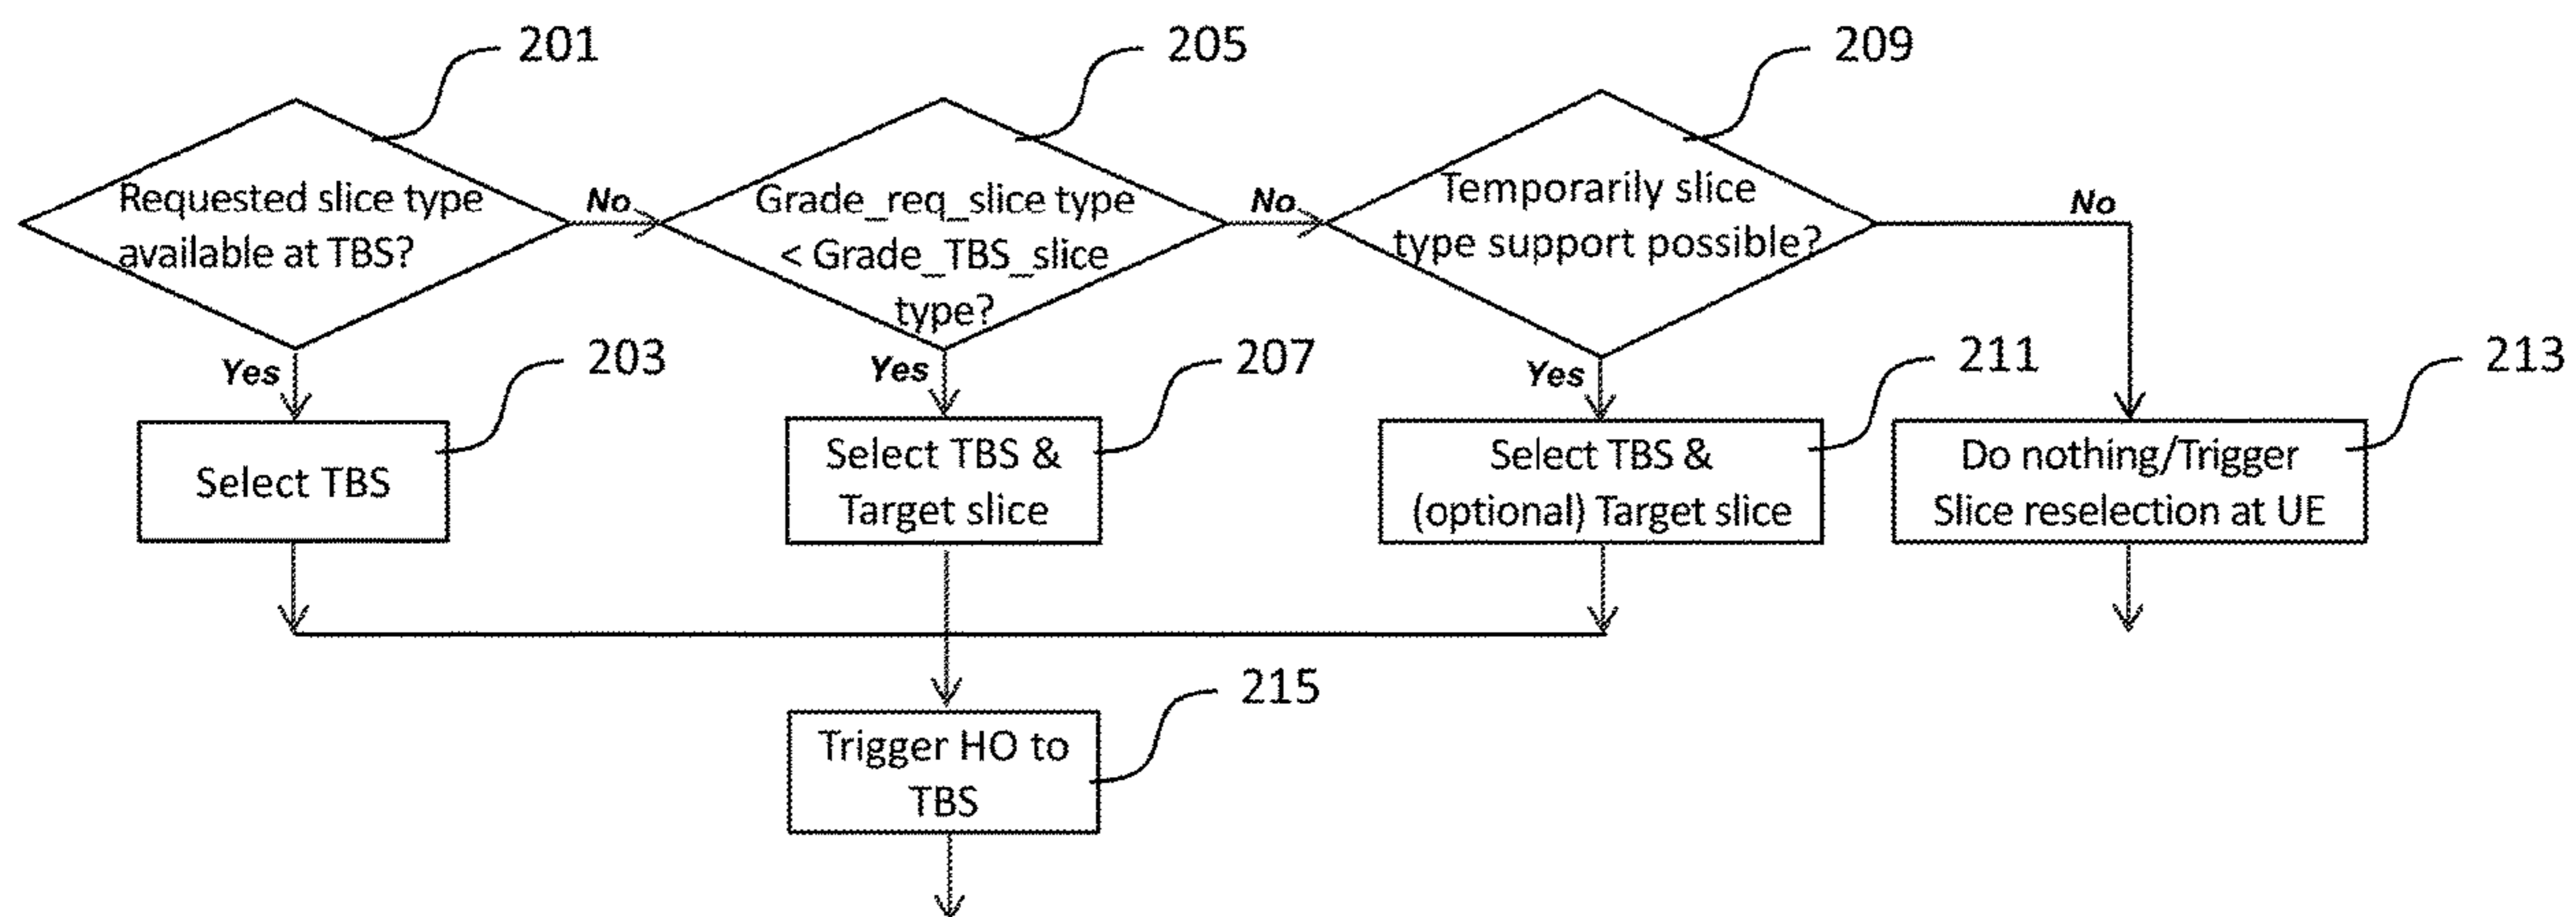 201
205
209
Requested slice type
available at TBS?
No
Grade_req_slice type
< Grade_TBS_slice
type?
No
Temporarily slice
type support possible?
No
Yes
203
Yes
207
Yes
211
213
Select TBS
Select TBS &
Target slice
Select TBS &
(optional) Target slice
Do nothing/Trigger
Slice reselection at UE
215
Trigger HO to
TBS